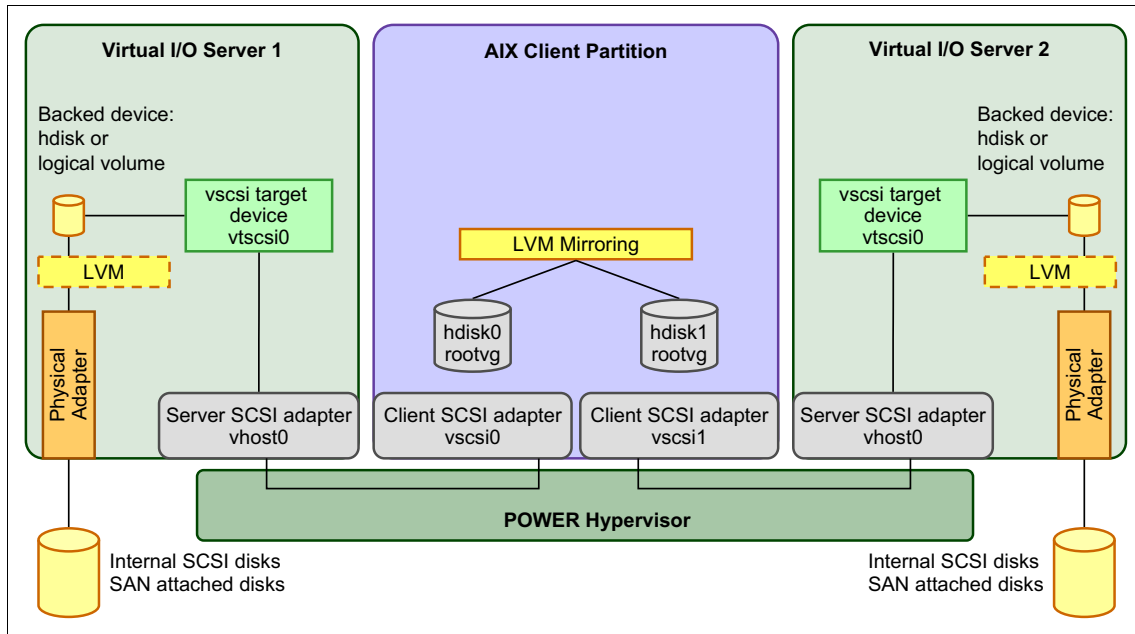 Virtual I/O Server 1
Backed device:
hdisk or
logical volume
vscsi target
device
vtscsi0
LVM
Physical
Adapter
Server SCSI adapter
vhost0
Internal SCSI disks
SAN attached disks
AIX Client Partition
LVM Mirroring
hdisk0
rootvg
hdisk1
rootvg
Client SCSI adapter
vscsi0
Client SCSI adapter
vscsi1
POWER Hypervisor
Virtual I/O Server 2
Backed device:
hdisk or
logical volume
vscsi target
device
vtscsi0
LVM
Physical
Adapter
Server SCSI adapter
vhost0
Internal SCSI disks
SAN attached disks